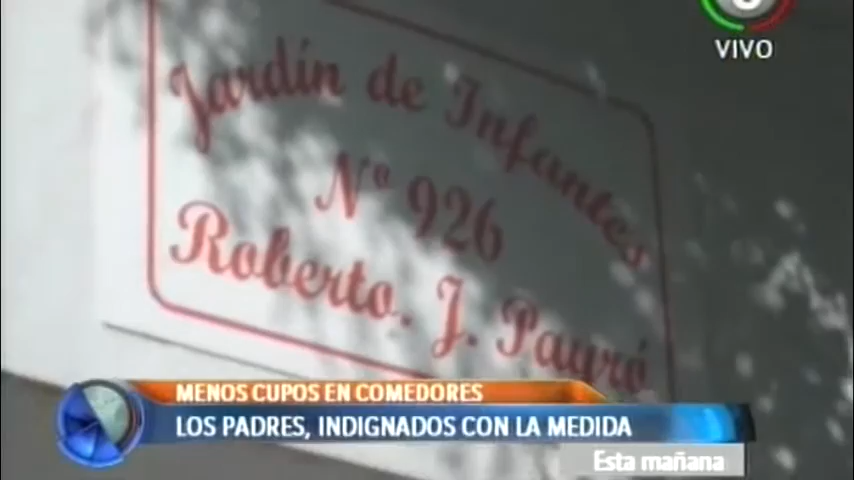 VIVO
Jardín de Infantes
Nº 926
Roberto. J. Payró
MENOS CUPOS EN COMEDORES
LOS PADRES, INDIGNADOS CON LA MEDIDA
Esta mañana